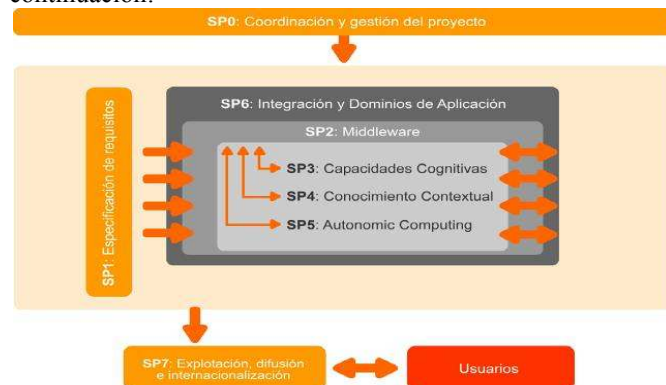 continuación:
SP0: Coordinación y gestión del proyecto
SP1: Especificación de requisitos
SP6: Integración y Dominios de Aplicación
SP2: Middleware
SP3: Capacidades Cognitivas
SP4: Conocimiento Contextual
SP5: Autonomic Computing
SP7: Explotación, difusión
e internacionalización
Usuarios